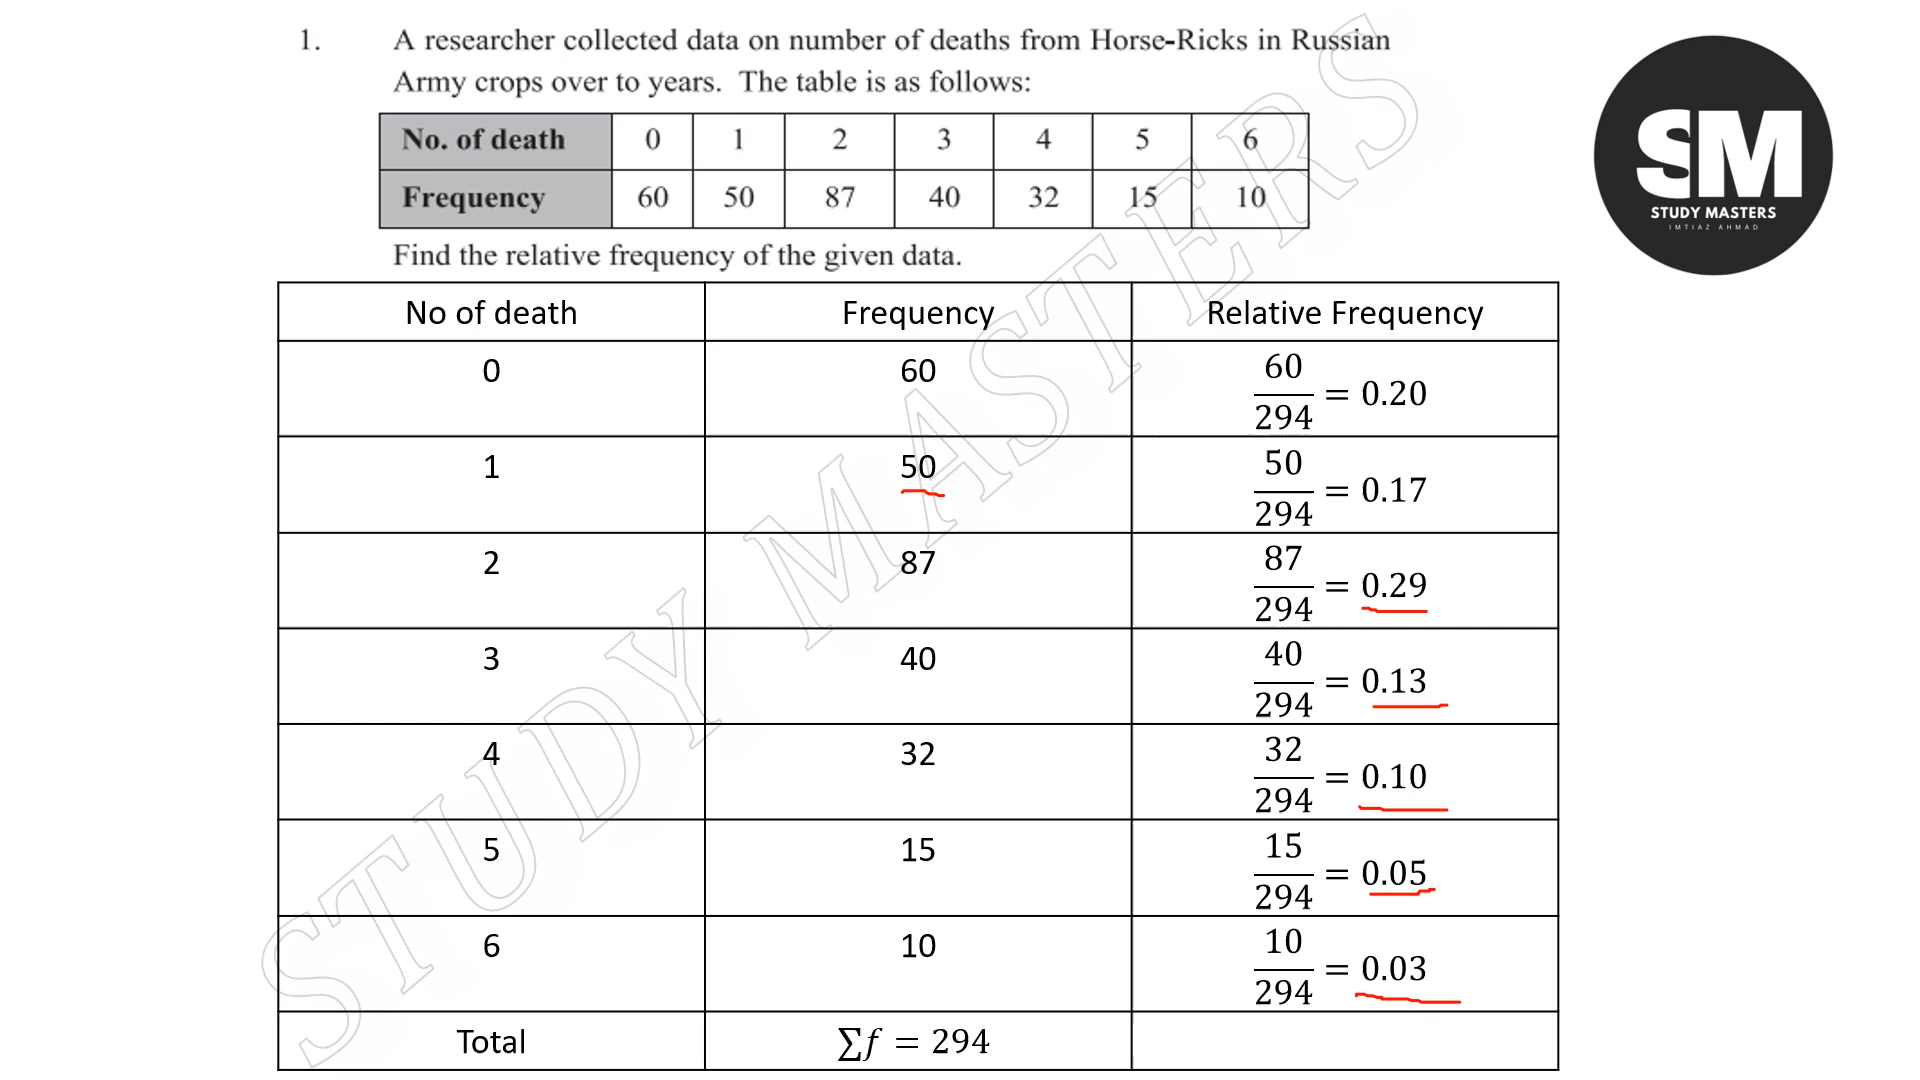 1. A researcher collected data on number of deaths from Horse-Ricks in Russian
Army crops over to years. The table is as follows:
No. of death 0 1 2 3 4 5 6
Frequency 60 50 87 40 32 15 10
Find the relative frequency of the given data.
SM
STUDY MASTERS
IMTIAZ AHMAD
No of death Frequency Relative Frequency
0 60 60/294 = 0.20
1 50 50/294 = 0.17
2 87 87/294 = 0.29
3 40 40/294 = 0.13
4 32 32/294 = 0.10
5 15 15/294 = 0.05
6 10 10/294 = 0.03
Total ∑f = 294
STUDY MASTERS